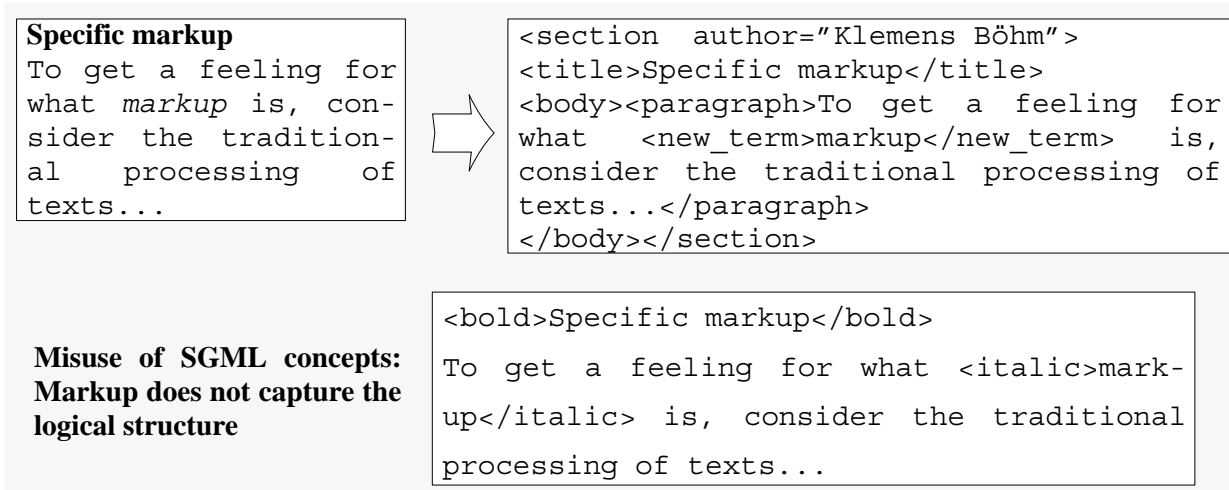 Specific markup
To get a feeling for
what markup is, con-
sider the tradition-
al processing of
texts...
<section author="Klemens Böhm">
<title>Specific markup</title>
<body><paragraph>To get a feeling for
what <new_term>markup</new_term> is,
consider the traditional processing of
texts...</paragraph>
</body></section>
Misuse of SGML concepts:
Markup does not capture the
logical structure
<bold>Specific markup</bold>
To get a feeling for what <italic>mark-
up</italic> is, consider the traditional
processing of texts...